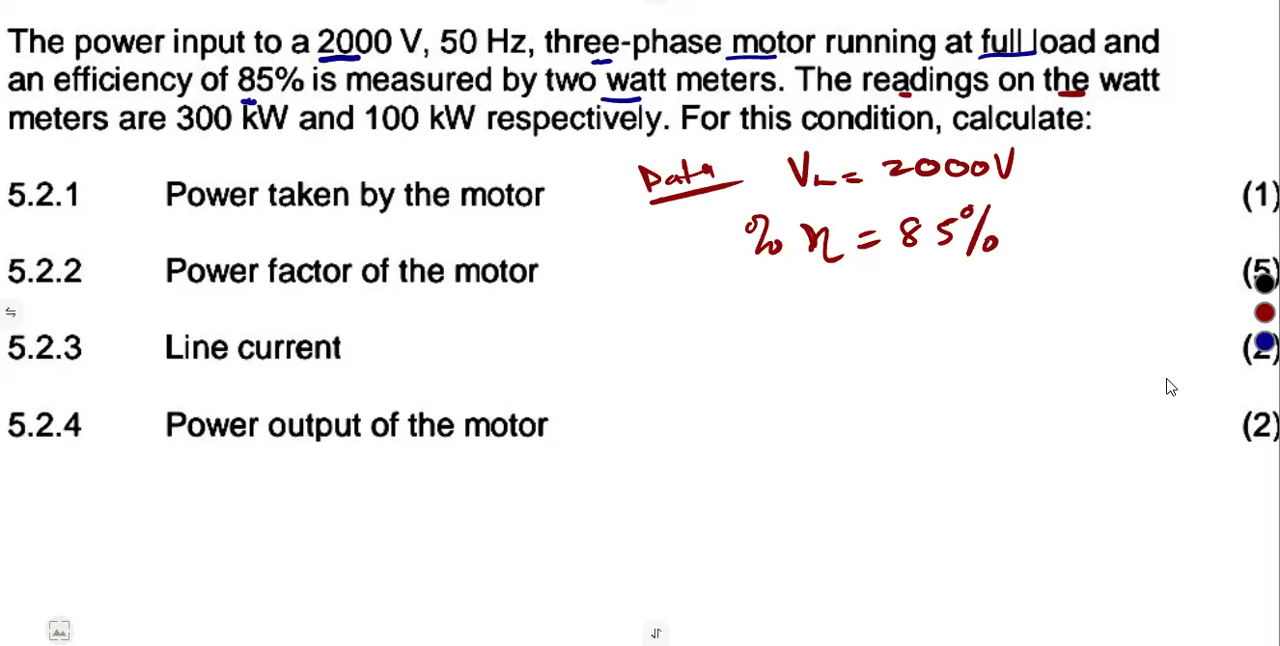 The power input to a 2000 V, 50 Hz, three-phase motor running at full load and
an efficiency of 85% is measured by two watt meters. The readings on the watt
meters are 300 kW and 100 kW respectively. For this condition, calculate:
Data V_L = 2000V
5.2.1 Power taken by the motor (1)
% η = 85%
5.2.2 Power factor of the motor (5)
5.2.3 Line current (2)
5.2.4 Power output of the motor (2)